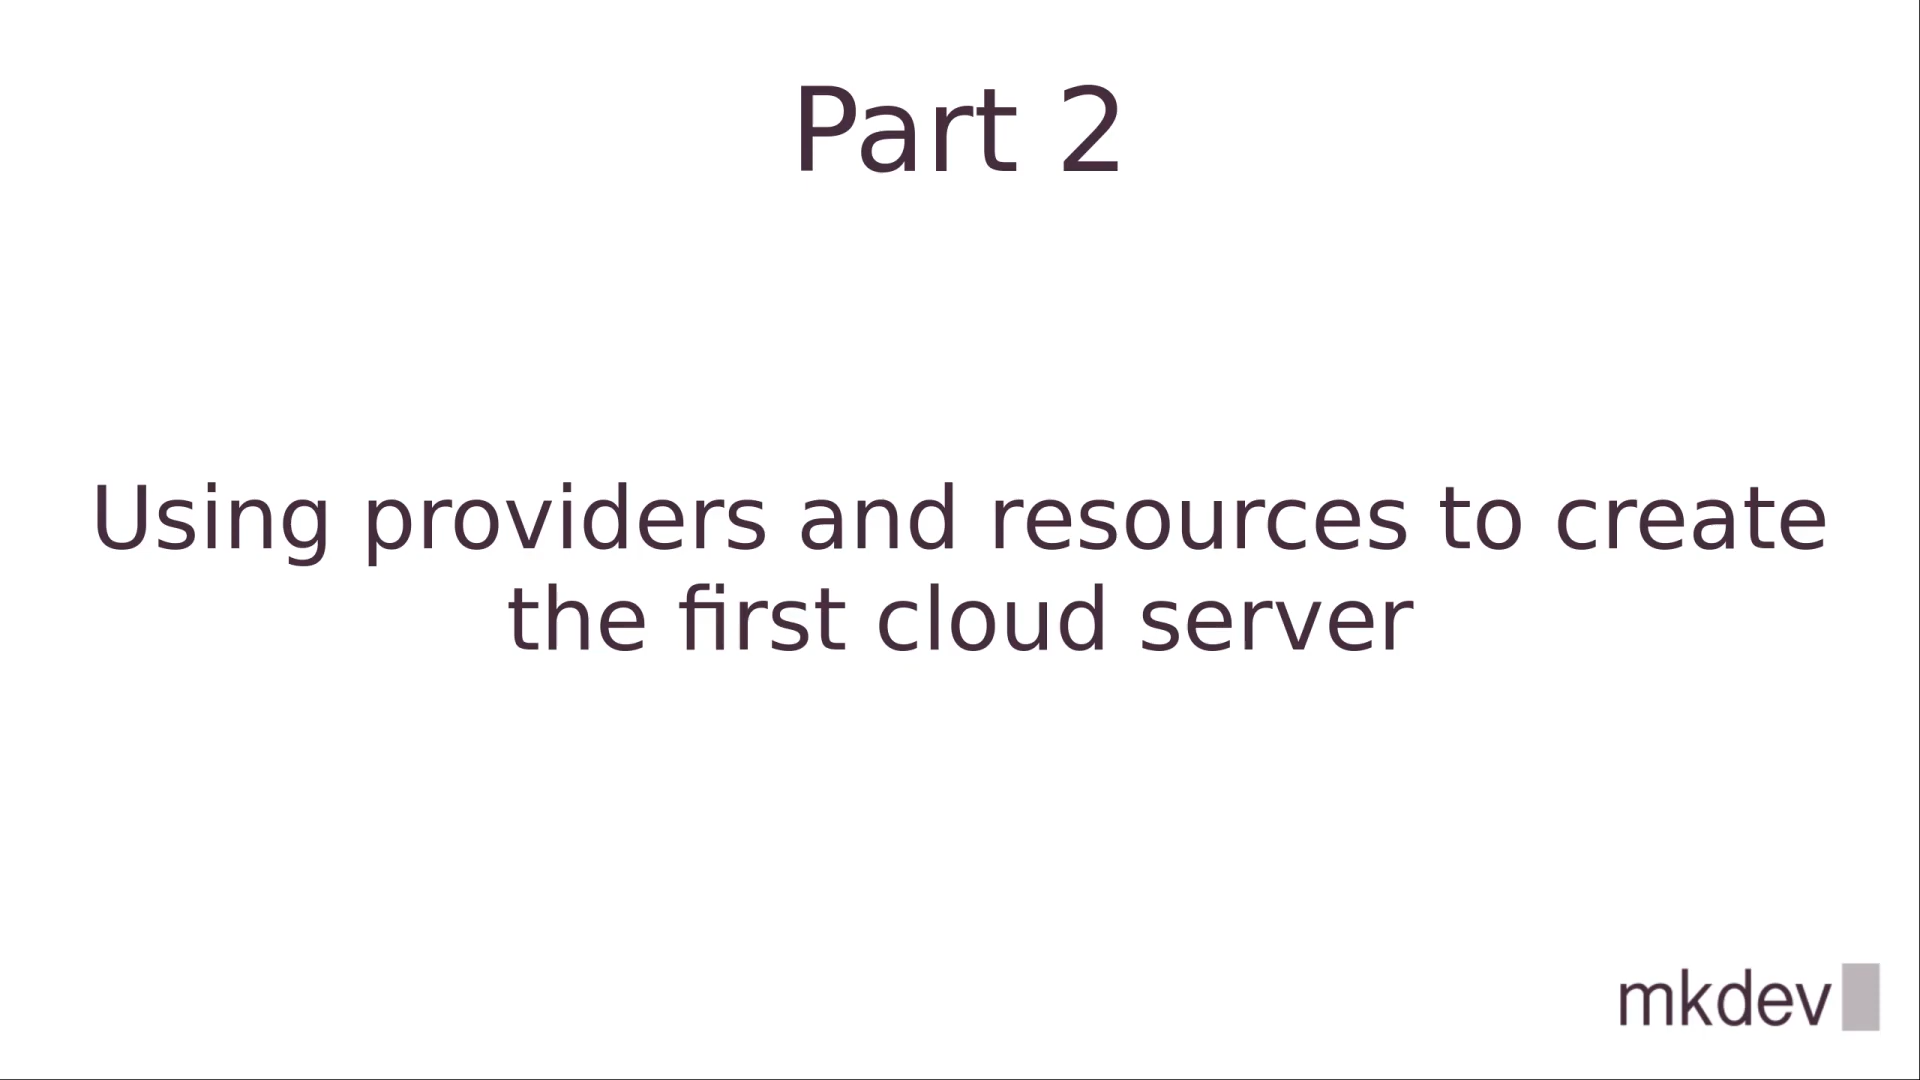 Part 2
Using providers and resources to create
the first cloud server
mkdev